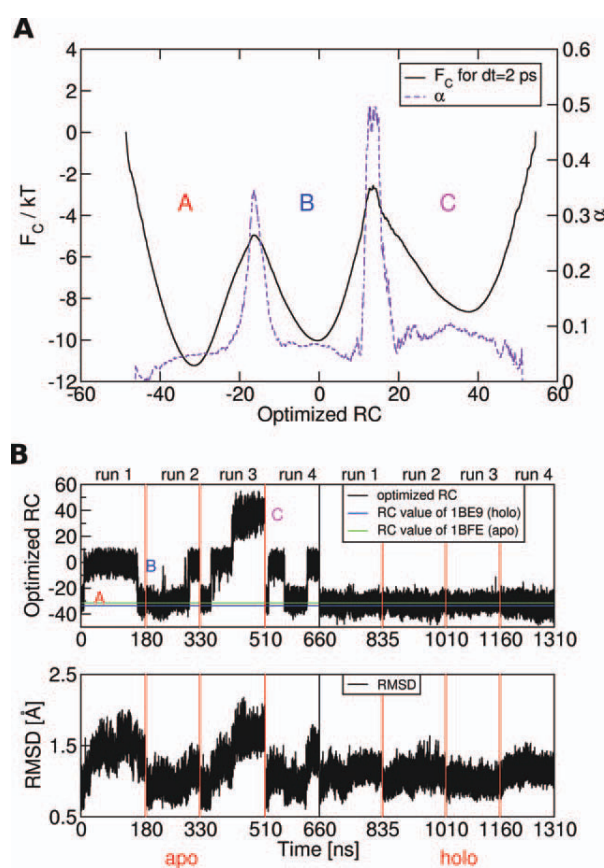 A
F_C for dt=2 ps
α
4
2
0
-2
-4
-6
-8
-10
-12
F_C / kT
0.6
0.5
0.4
0.3
0.2
0.1
0
α
A
B
C
-60 -40 -20 0 20 40 60
Optimized RC
B
run 1 run 2 run 3 run 4 run 1 run 2 run 3 run 4
optimized RC
RC value of 1BE9 (holo)
RC value of 1BFE (apo)
60
40
20
0
-20
-40
Optimized RC
A
B
C
0 180 330 510 660 835 1010 1160 1310
RMSD
2.5
1.5
0.5
RMSD [Å]
0 180 330 510 660 835 1010 1160 1310
apo Time [ns] holo